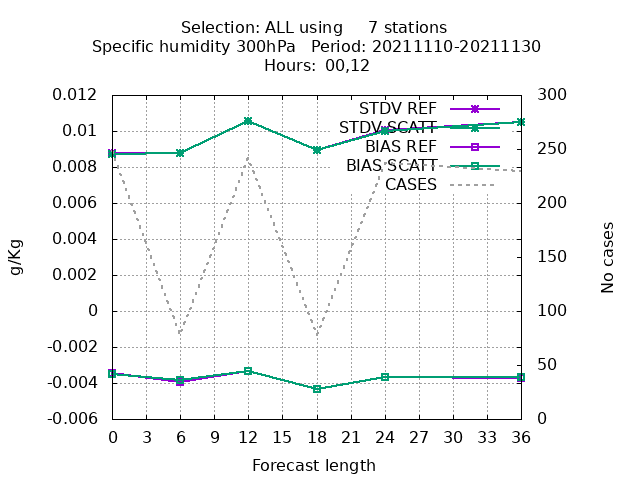 Selection: ALL using 7 stations
Specific humidity 300hPa Period: 20211110-20211130
Hours: 00,12
STDV REF
STDV SCATT
BIAS REF
BIAS SCATT
CASES
0.012
0.01
0.008
0.006
0.004
0.002
0
-0.002
-0.004
-0.006
g/Kg
300
250
200
150
100
50
0
No cases
0 3 6 9 12 15 18 21 24 27 30 33 36
Forecast length